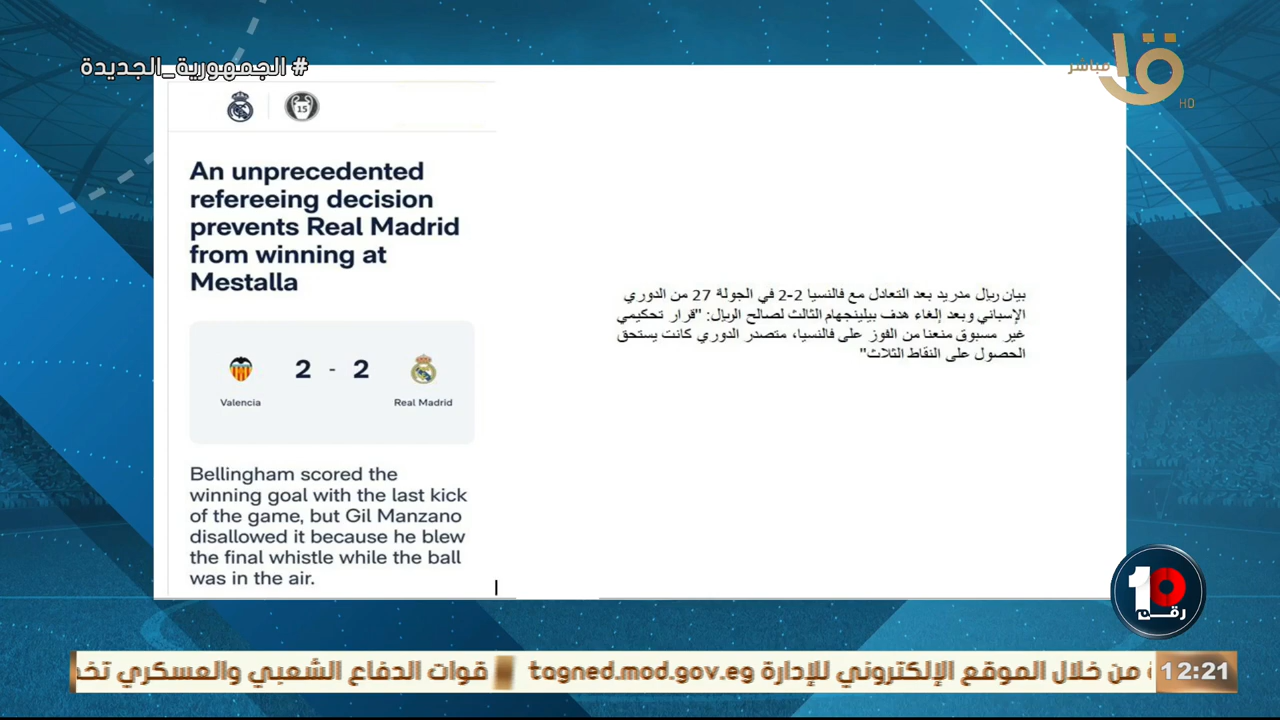 #الجمهورية_الجديدة
مباشر
HD
15
An unprecedented
refereeing decision
prevents Real Madrid
from winning at
Mestalla
2 - 2
Valencia
Real Madrid
Bellingham scored the
winning goal with the last kick
of the game, but Gil Manzano
disallowed it because he blew
the final whistle while the ball
was in the air.
بيان ريال مدريد بعد التعادل مع فالنسيا 2-2 في الجولة 27 من الدوري
الإسباني وبعد إلغاء هدف بيلينجهام الثالث لصالح الريال: "قرار تحكيمي
غير مسبوق منعنا من الفوز على فالنسيا، متصدر الدوري كانت يستحق
الحصول على النقاط الثلاث"
رقم 10
من خلال الموقع الإلكتروني للإدارة tagned.mod.gov.eg قوات الدفاع الشعبي والعسكري
12:21